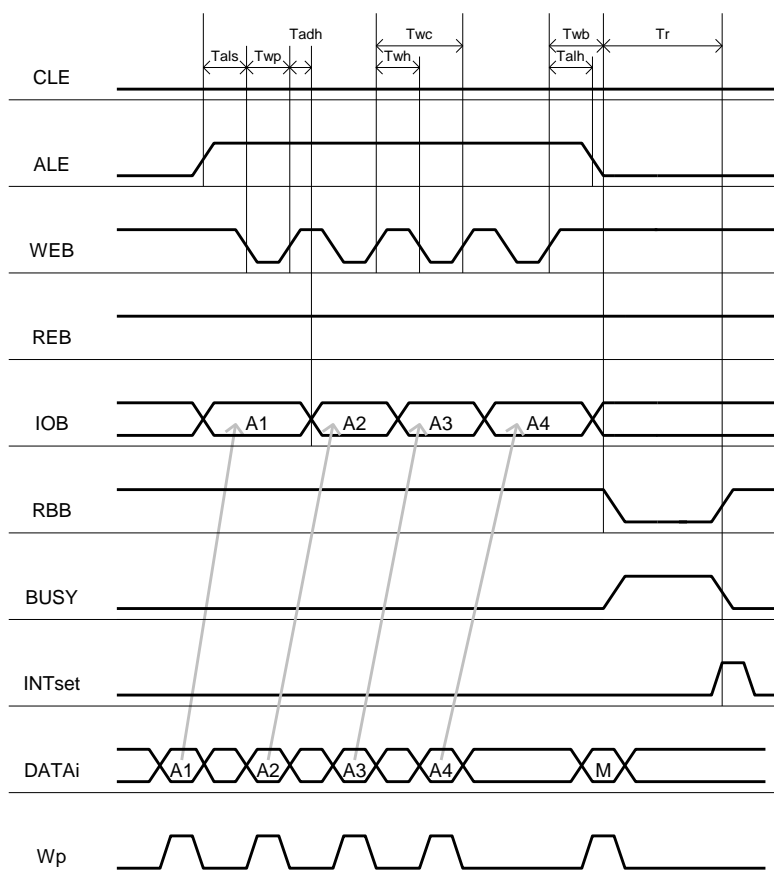 Tadh Twc Twb Tr
Tals Twp Twh Talh
CLE
ALE
WEB
REB
IOB A1 A2 A3 A4
RBB
BUSY
INTset
DATAi A1 A2 A3 A4 M
Wp